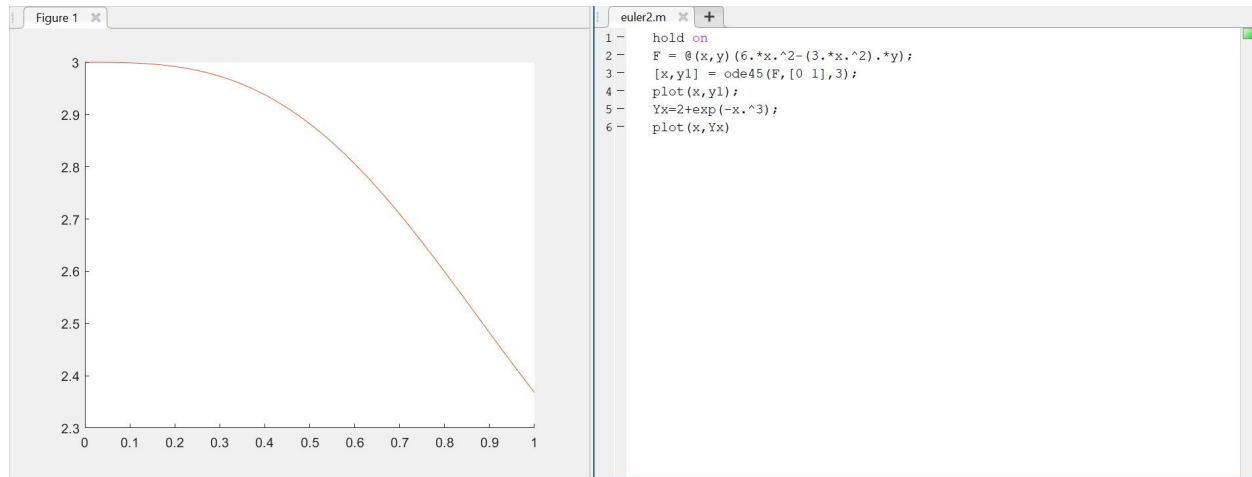 Figure 1
3
2.9
2.8
2.7
2.6
2.5
2.4
2.3
0 0.1 0.2 0.3 0.4 0.5 0.6 0.7 0.8 0.9 1
euler2.m
1 hold on
2 F = @(x,y)(6.*x.^2-(3.*x.^2).*y);
3 [x,y1] = ode45(F,[0 1],3);
4 plot(x,y1);
5 Yx=2+exp(-x.^3);
6 plot(x,Yx)